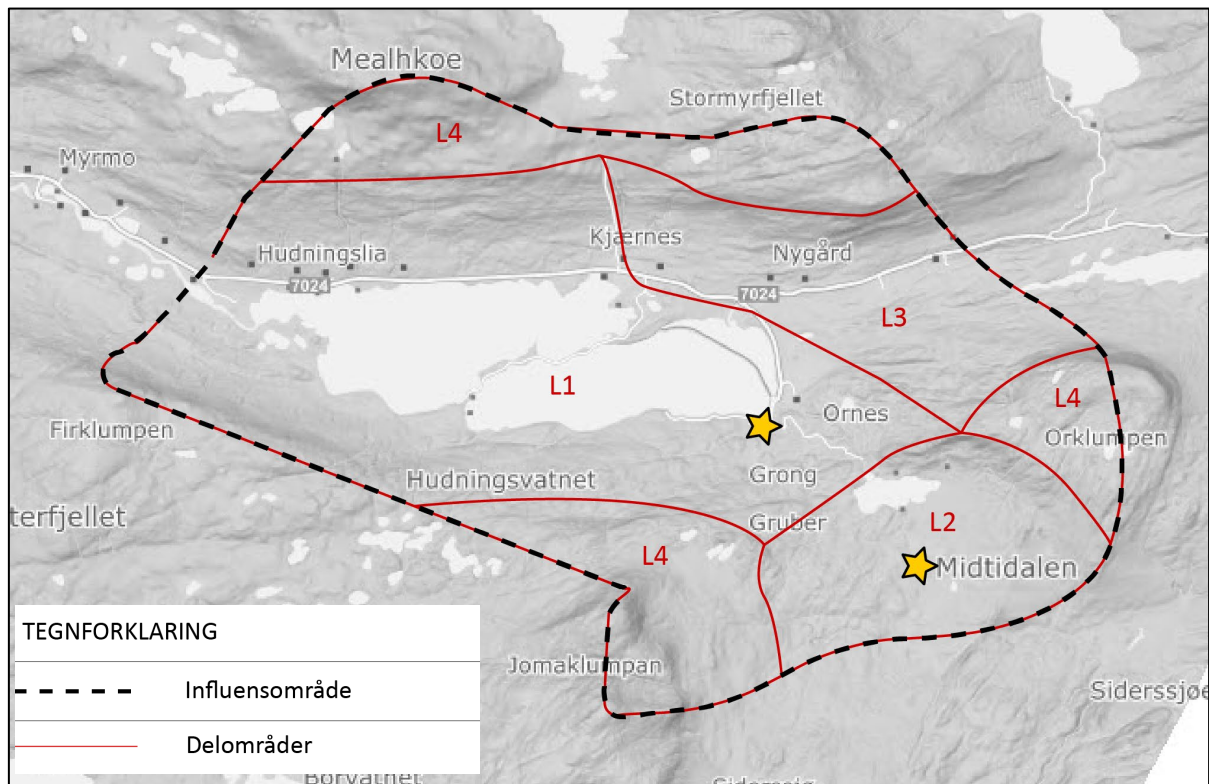 Mealhkoe
Stormyrfjellet
L4
Myrmo
Kjærnes
Hudningslia
Nygård
7024
7024
L3
L1
L4
Ornes
Firklumpen
Orklumpen
Grong
Hudningsvatnet
terfjellet
Gruber
L2
L4
Midtidalen
TEGNFORKLARING
Jomaklumpan
Influensområde
Siderssjøe
Delområder